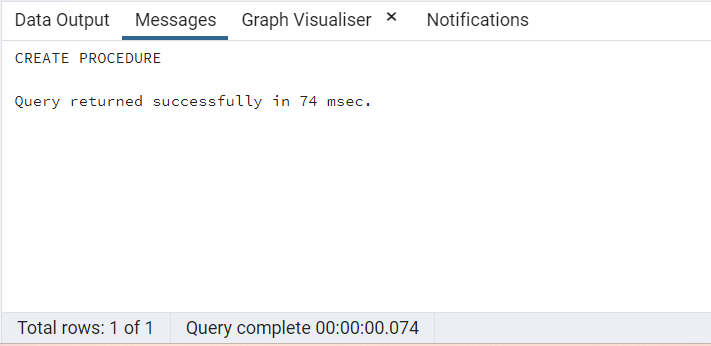 Data Output Messages Graph Visualiser × Notifications
CREATE PROCEDURE
Query returned successfully in 74 msec.
Total rows: 1 of 1 Query complete 00:00:00.074